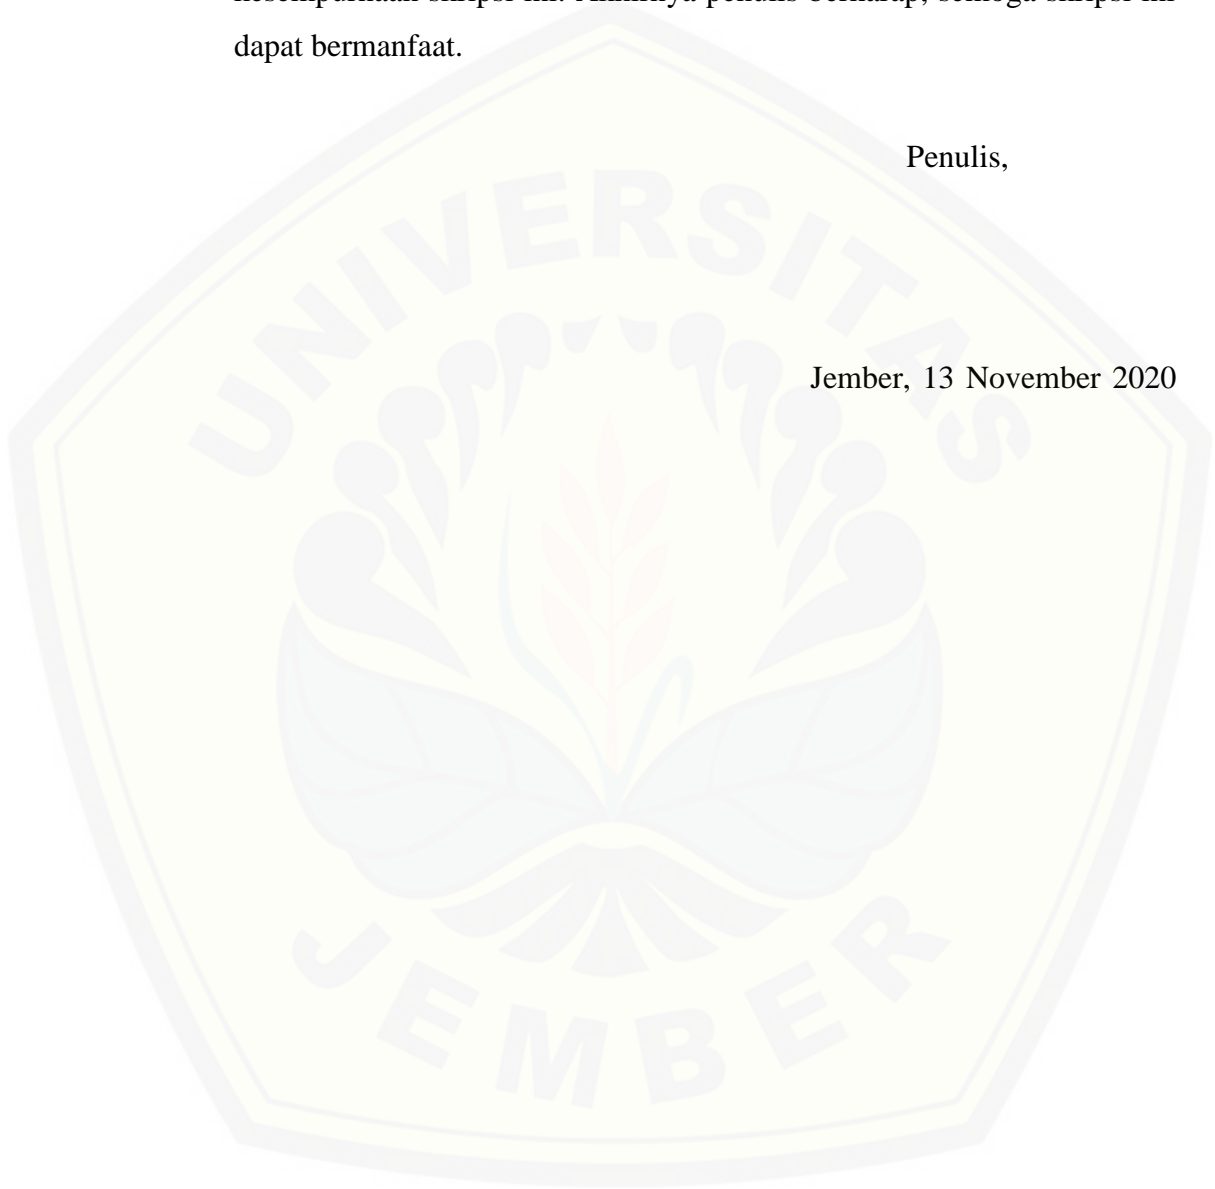 kesempurnaan skripsi ini. Akhirnya penulis berharap, semoga skripsi ini
dapat bermanfaat.
Penulis,
Jember, 13 November 2020
UNIVERSITAS
JEMBER